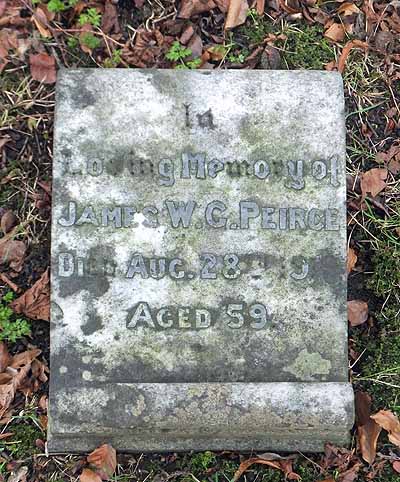 In
Loving Memory of
JAMES W. G. PEIRCE
DIED AUG. 28
AGED 59.